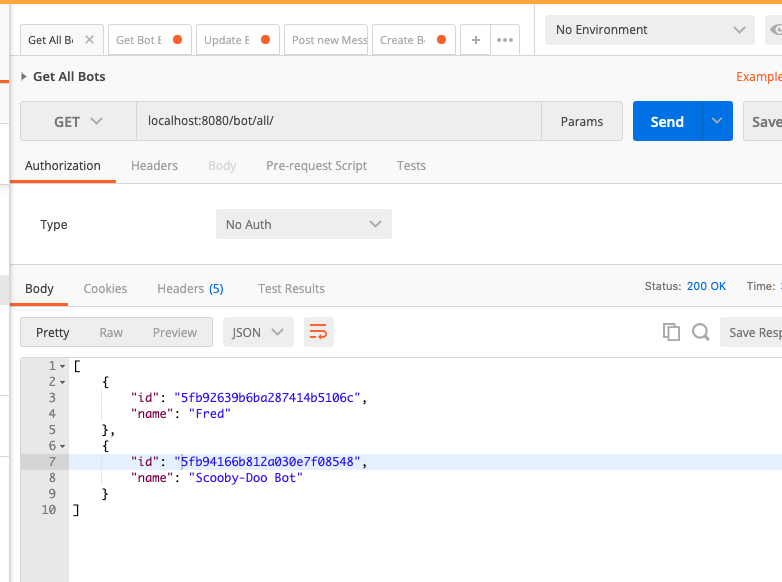 Get All B
Get Bot
Update
Post new Mess
Create B
+
•••
No Environment
Get All Bots
Example
GET
localhost:8080/bot/all/
Params
Send
Save
Authorization
Headers
Body
Pre-request Script
Tests
Type
No Auth
Body
Cookies
Headers (5)
Test Results
Status: 200 OK
Time:
Pretty
Raw
Preview
JSON
Save Resp
1 [
2 {
3 "id": "5fb92639b6ba287414b5106c",
4 "name": "Fred"
5 },
6 {
7 "id": "5fb94166b812a030e7f08548",
8 "name": "Scooby-Doo Bot"
9 }
10 ]